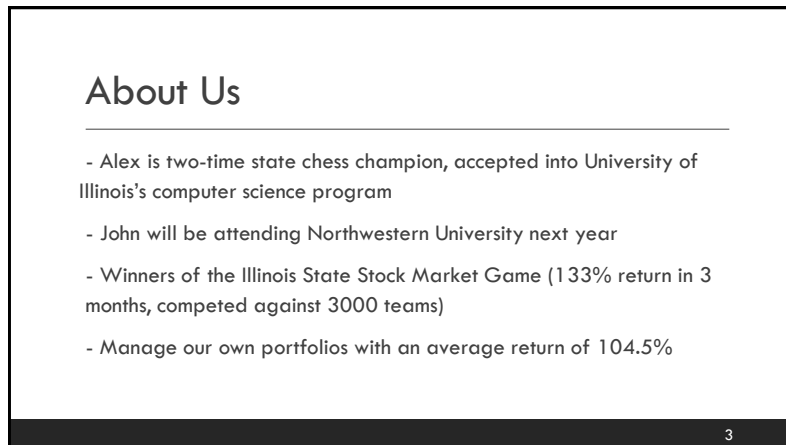 About Us
- Alex is two-time state chess champion, accepted into University of
Illinois’s computer science program
- John will be attending Northwestern University next year
- Winners of the Illinois State Stock Market Game (133% return in 3
months, competed against 3000 teams)
- Manage our own portfolios with an average return of 104.5%
3